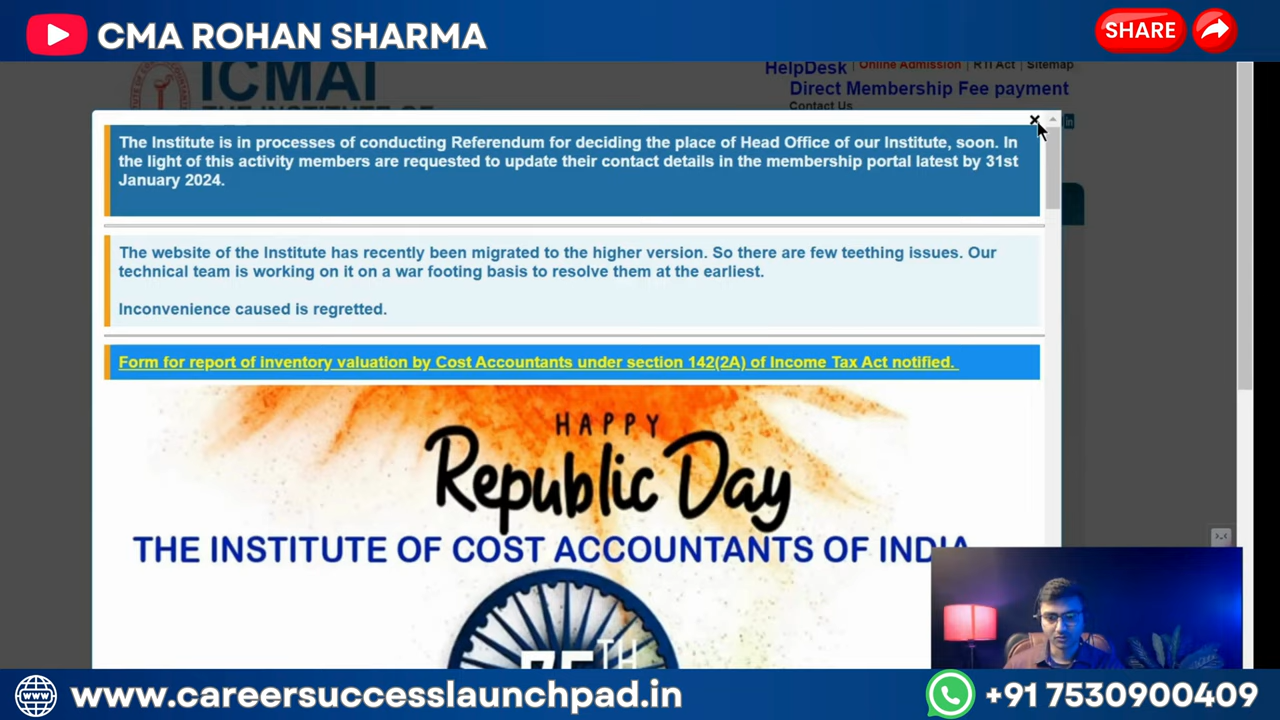 CMA ROHAN SHARMA
SHARE
ICMAI
THE INSTITUTE OF
HelpDesk | Online Admission | RTI Act | Sitemap
Direct Membership Fee payment
Contact Us
in
The Institute is in processes of conducting Referendum for deciding the place of Head Office of our Institute, soon. In
the light of this activity members are requested to update their contact details in the membership portal latest by 31st
January 2024.
The website of the Institute has recently been migrated to the higher version. So there are few teething issues. Our
technical team is working on it on a war footing basis to resolve them at the earliest.
Inconvenience caused is regretted.
Form for report of inventory valuation by Cost Accountants under section 142(2A) of Income Tax Act notified.
HAPPY
Republic Day
THE INSTITUTE OF COST ACCOUNTANTS OF INDIA
75TH
www.careersuccesslaunchpad.in
+91 7530900409